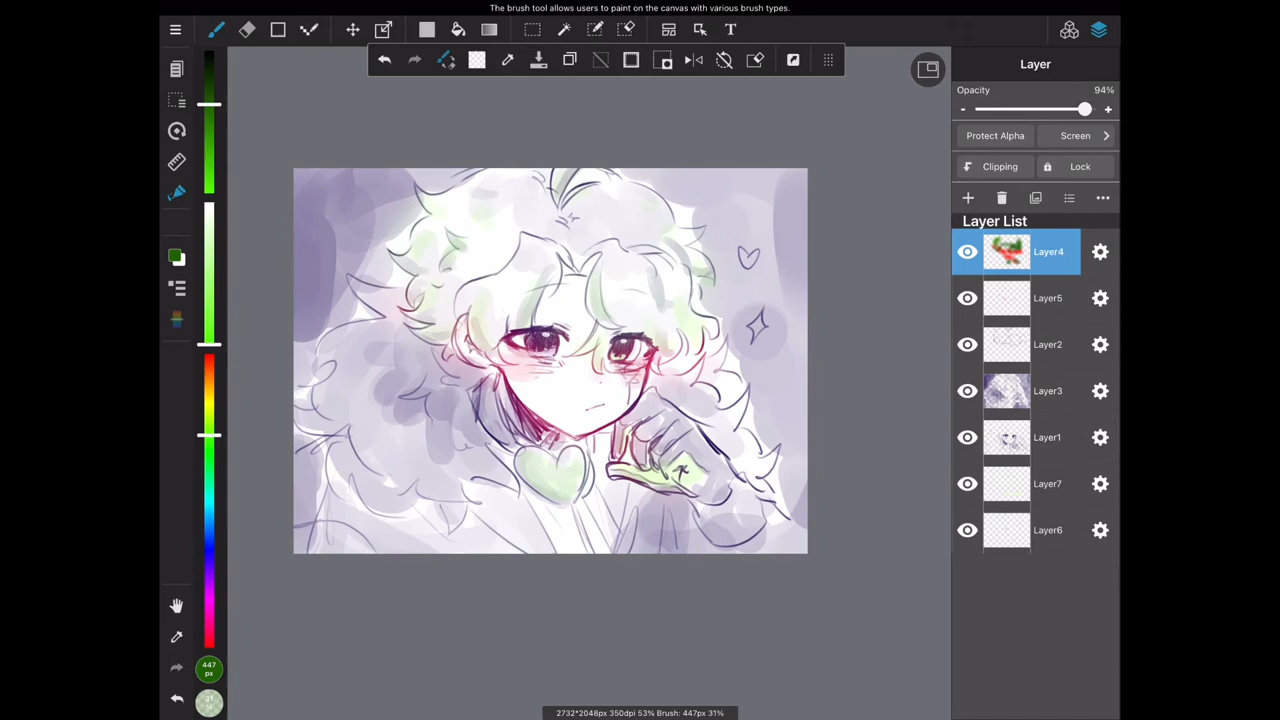 The brush tool allows users to paint on the canvas with various brush types.
T
Layer
Opacity 94%
- +
Protect Alpha Screen
Clipping Lock
Layer List
Layer4
Layer5
Layer2
Layer3
Layer1
Layer7
Layer6
447
px
2732*2048px 350dpi 53% Brush: 447px 31%